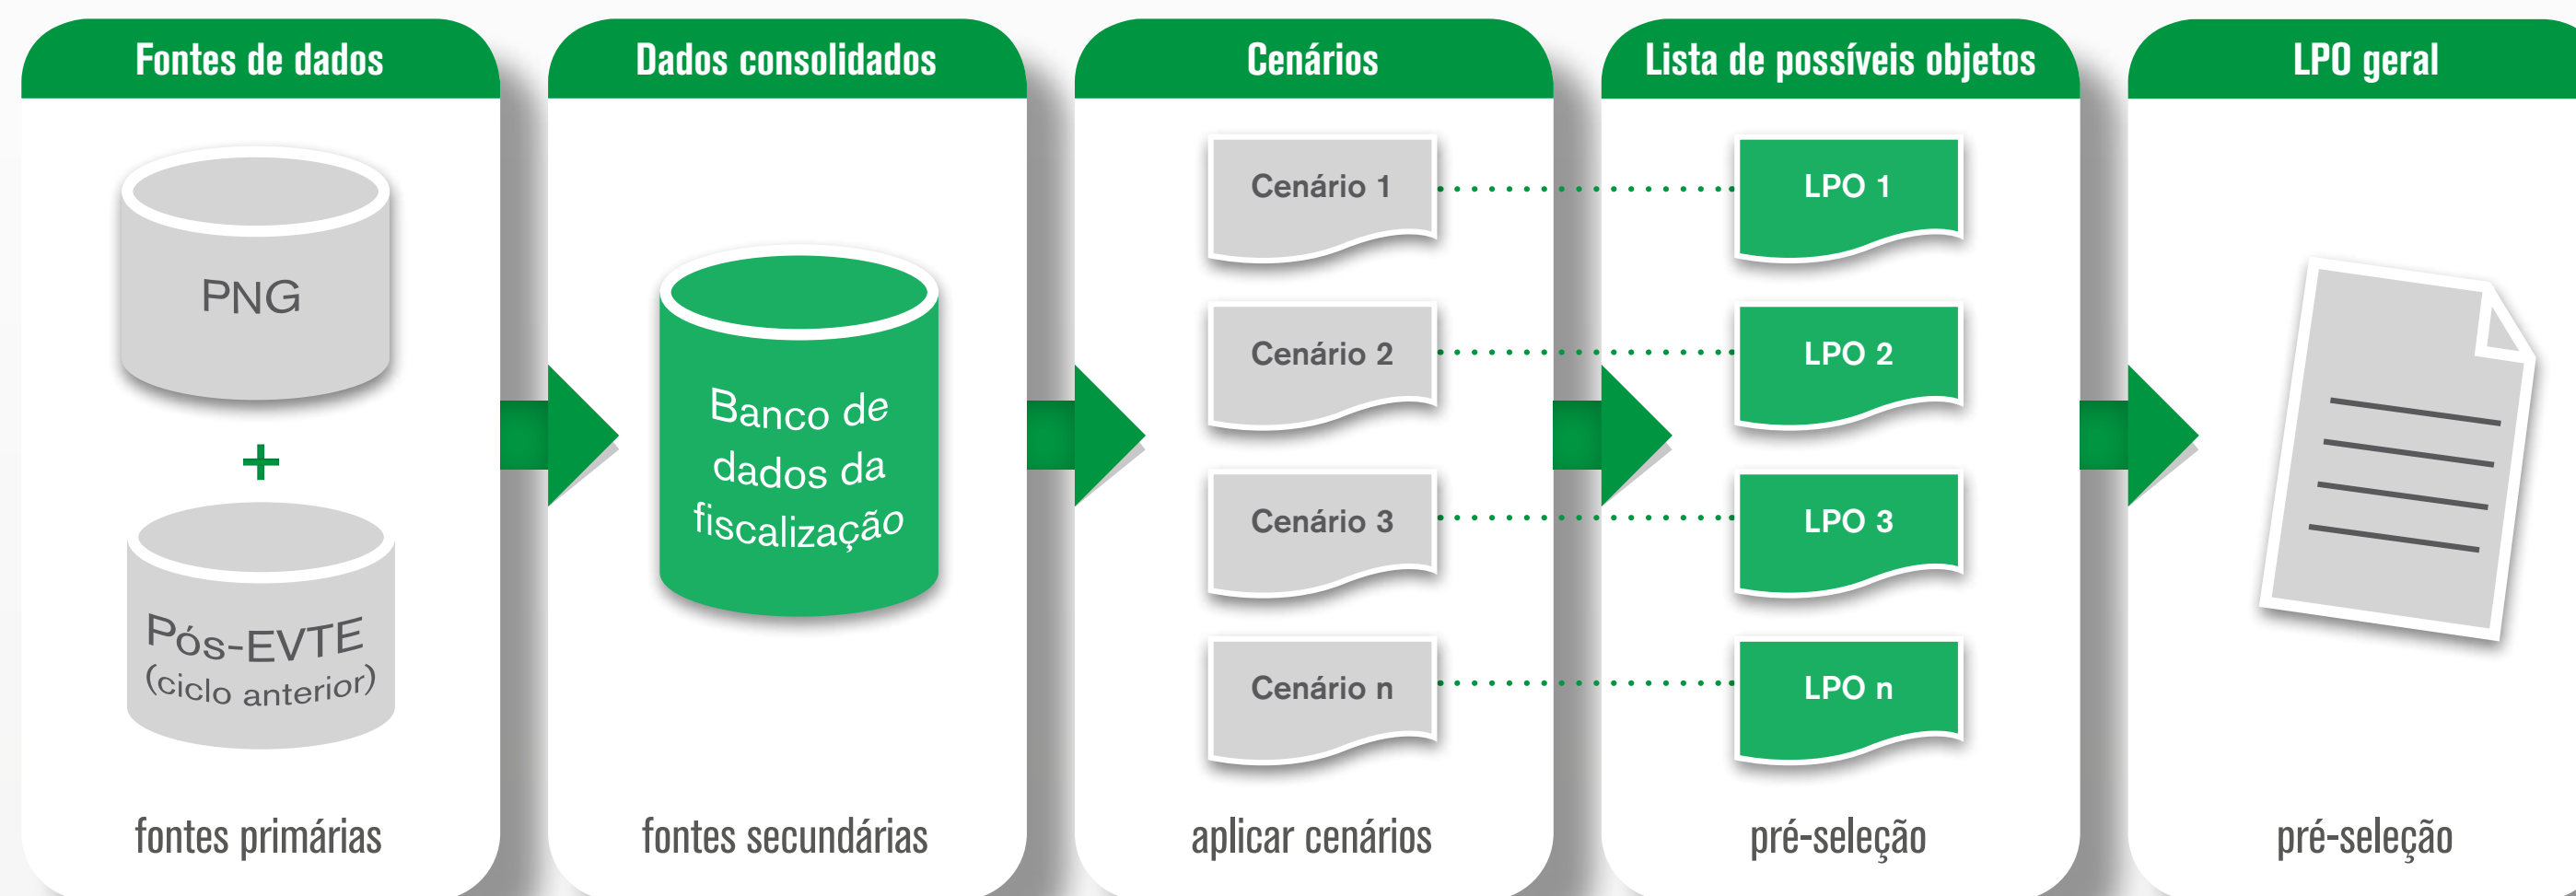 Fontes de dados
PNG
+
Pós-EVTE
(ciclo anterior)
fontes primárias
Dados consolidados
Banco de
dados da
fiscalização
fontes secundárias
Cenários
Cenário 1
Cenário 2
Cenário 3
Cenário n
aplicar cenários
Lista de possíveis objetos
LPO 1
LPO 2
LPO 3
LPO n
pré-seleção
LPO geral
pré-seleção